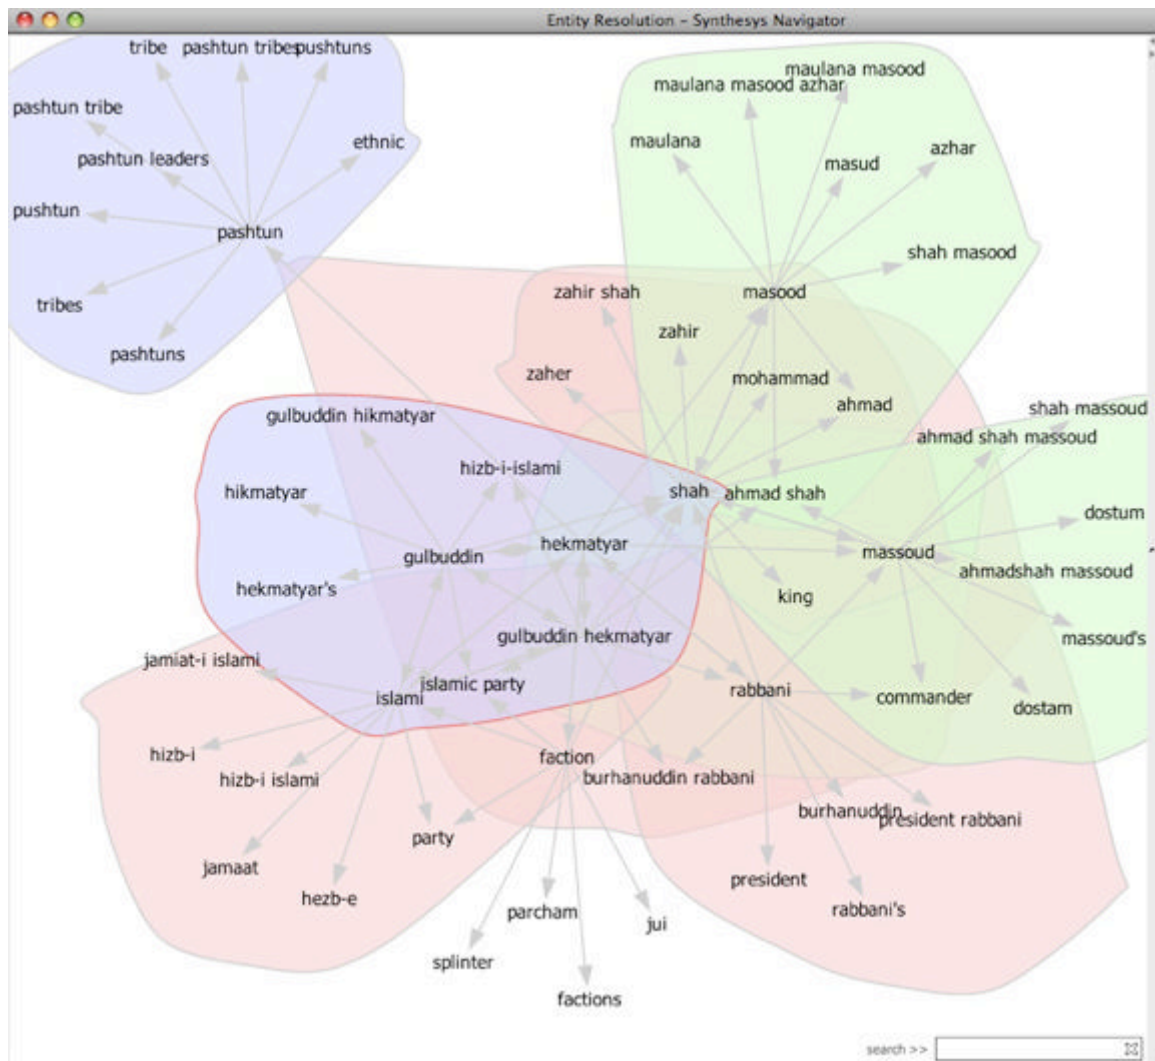 Entity Resolution - Synthesys Navigator
tribe
pashtun tribes
pushtuns
maulana masood
maulana masood azhar
pashtun tribe
ethnic
maulana
azhar
pashtun leaders
masud
pushtun
pashtun
shah masood
zahir shah
masood
tribes
zahir
pashtuns
zaher
mohammad
ahmad
shah massoud
gulbuddin hikmatyar
ahmad shah massoud
hizb-i-islami
hikmatyar
shah
ahmad shah
dostum
hekmatyar
gulbuddin
massoud
ahmadshah massoud
hekmatyar's
king
gulbuddin hekmatyar
massoud's
jamiat-i islami
islamic party
islami
rabbani
commander
dostam
hizb-i
faction
hizb-i islami
burhanuddin rabbani
burhanuddin
president rabbani
party
jamaat
president
hezb-e
parcham
rabbani's
jui
splinter
factions
search >>